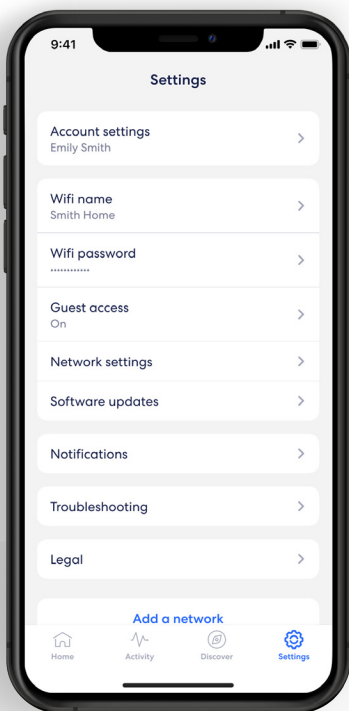 9:41
Settings
Account settings
Emily Smith
Wifi name
Smith Home
Wifi password
············
Guest access
On
Network settings
Software updates
Notifications
Troubleshooting
Legal
Add a network
Home Activity Discover Settings